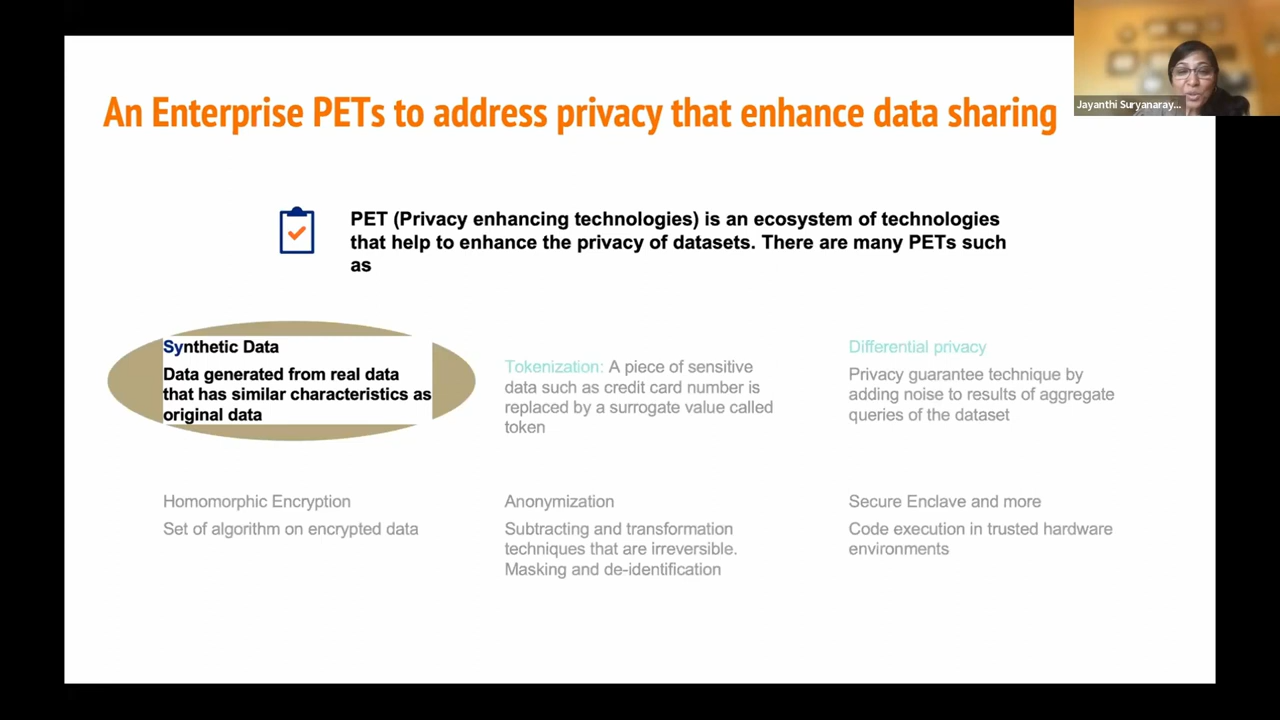 An Enterprise PETs to address privacy that enhance data sharing
Jayanthi Suryanaray...
PET (Privacy enhancing technologies) is an ecosystem of technologies
that help to enhance the privacy of datasets. There are many PETs such
as
Synthetic Data
Data generated from real data
that has similar characteristics as
original data
Tokenization: A piece of sensitive
data such as credit card number is
replaced by a surrogate value called
token
Differential privacy
Privacy guarantee technique by
adding noise to results of aggregate
queries of the dataset
Homomorphic Encryption
Set of algorithm on encrypted data
Anonymization
Subtracting and transformation
techniques that are irreversible.
Masking and de-identification
Secure Enclave and more
Code execution in trusted hardware
environments